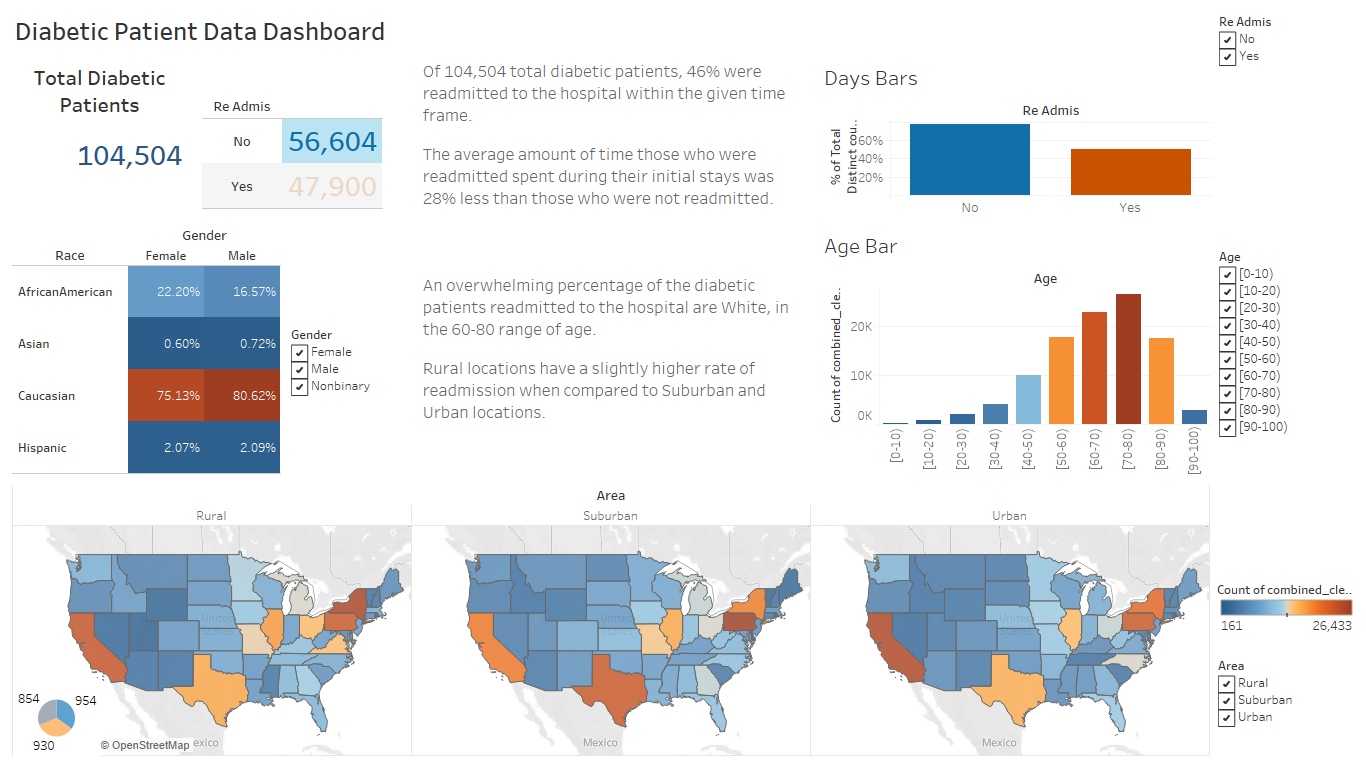 Diabetic Patient Data Dashboard
Total Diabetic
Patients
104,504
Re Admis
No 56,604
Yes 47,900
Of 104,504 total diabetic patients, 46% were
readmitted to the hospital within the given time
frame.
The average amount of time those who were
readmitted spent during their initial stays was
28% less than those who were not readmitted.
An overwhelming percentage of the diabetic
patients readmitted to the hospital are White, in
the 60-80 range of age.
Rural locations have a slightly higher rate of
readmission when compared to Suburban and
Urban locations.
Gender
Race Female Male
AfricanAmerican 22.20% 16.57%
Asian 0.60% 0.72%
Caucasian 75.13% 80.62%
Hispanic 2.07% 2.09%
Gender
Female
Male
Nonbinary
Days Bars
Re Admis
% of Total
Distinct cou..
60%
40%
20%
No Yes
Re Admis
No
Yes
Age Bar
Age
Count of combined_cle..
20K
10K
0K
[0-10) [10-20) [20-30) [30-40) [40-50) [50-60) [60-70) [70-80) [80-90) [90-100)
Age
[0-10)
[10-20)
[20-30)
[30-40)
[40-50)
[50-60)
[60-70)
[70-80)
[80-90)
[90-100)
Area
Rural Suburban Urban
United
States
United
States
United
States
854 954
930
© OpenStreetMap exico
Mexico
Mexico
Count of combined_cle..
161 26,433
Area
Rural
Suburban
Urban